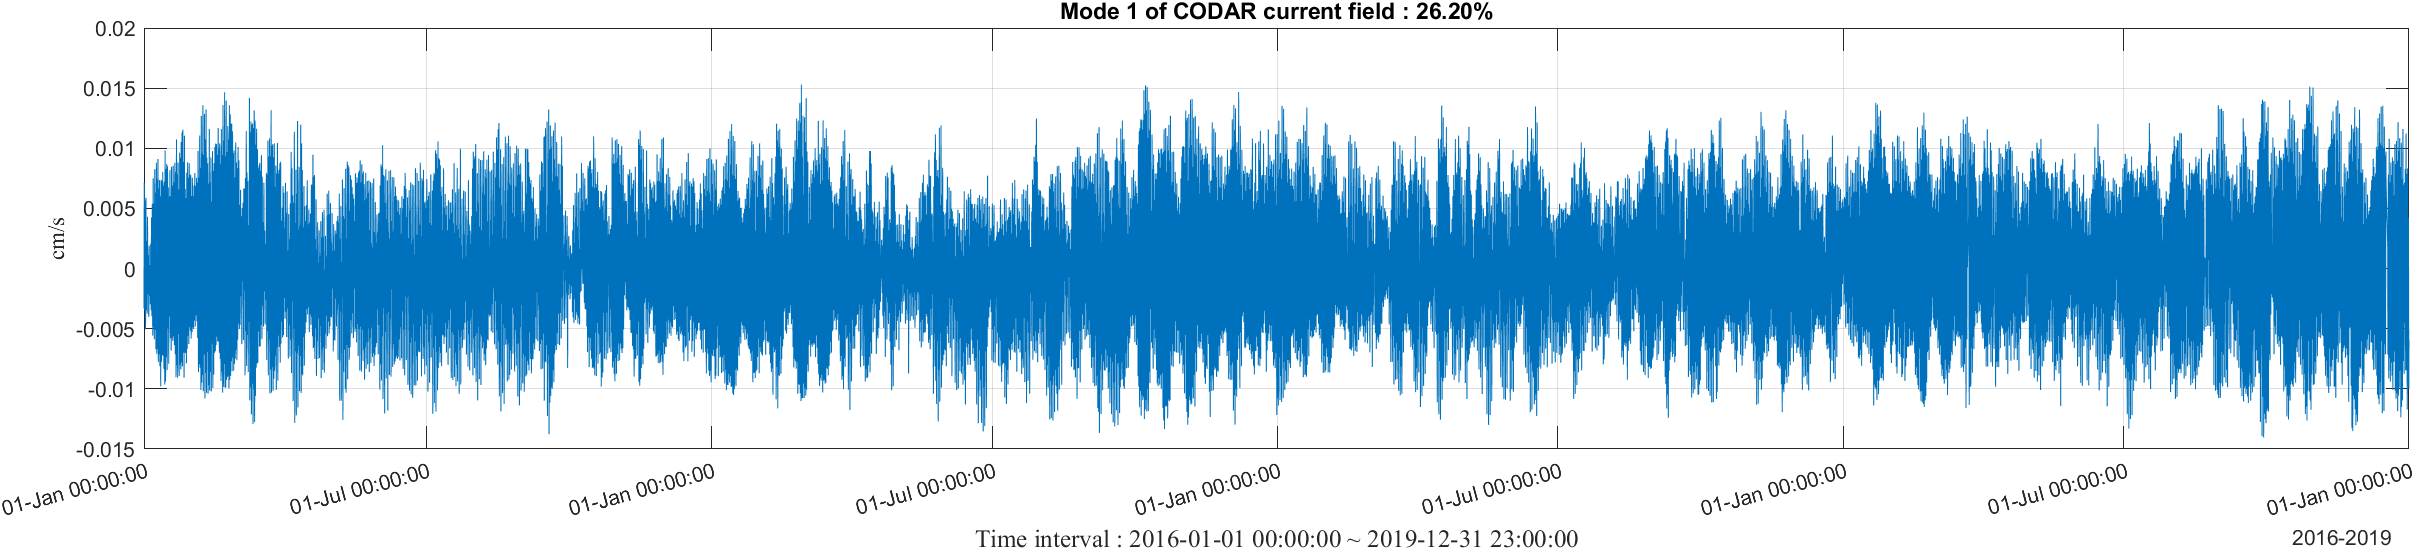 Mode 1 of CODAR current field : 26.20%
0.02
0.015
0.01
0.005
0
-0.005
-0.01
-0.015
cm/s
01-Jan 00:00:00
01-Jul 00:00:00
01-Jan 00:00:00
01-Jul 00:00:00
01-Jan 00:00:00
01-Jul 00:00:00
01-Jan 00:00:00
01-Jul 00:00:00
01-Jan 00:00:00
Time interval : 2016-01-01 00:00:00 ~ 2019-12-31 23:00:00
2016-2019